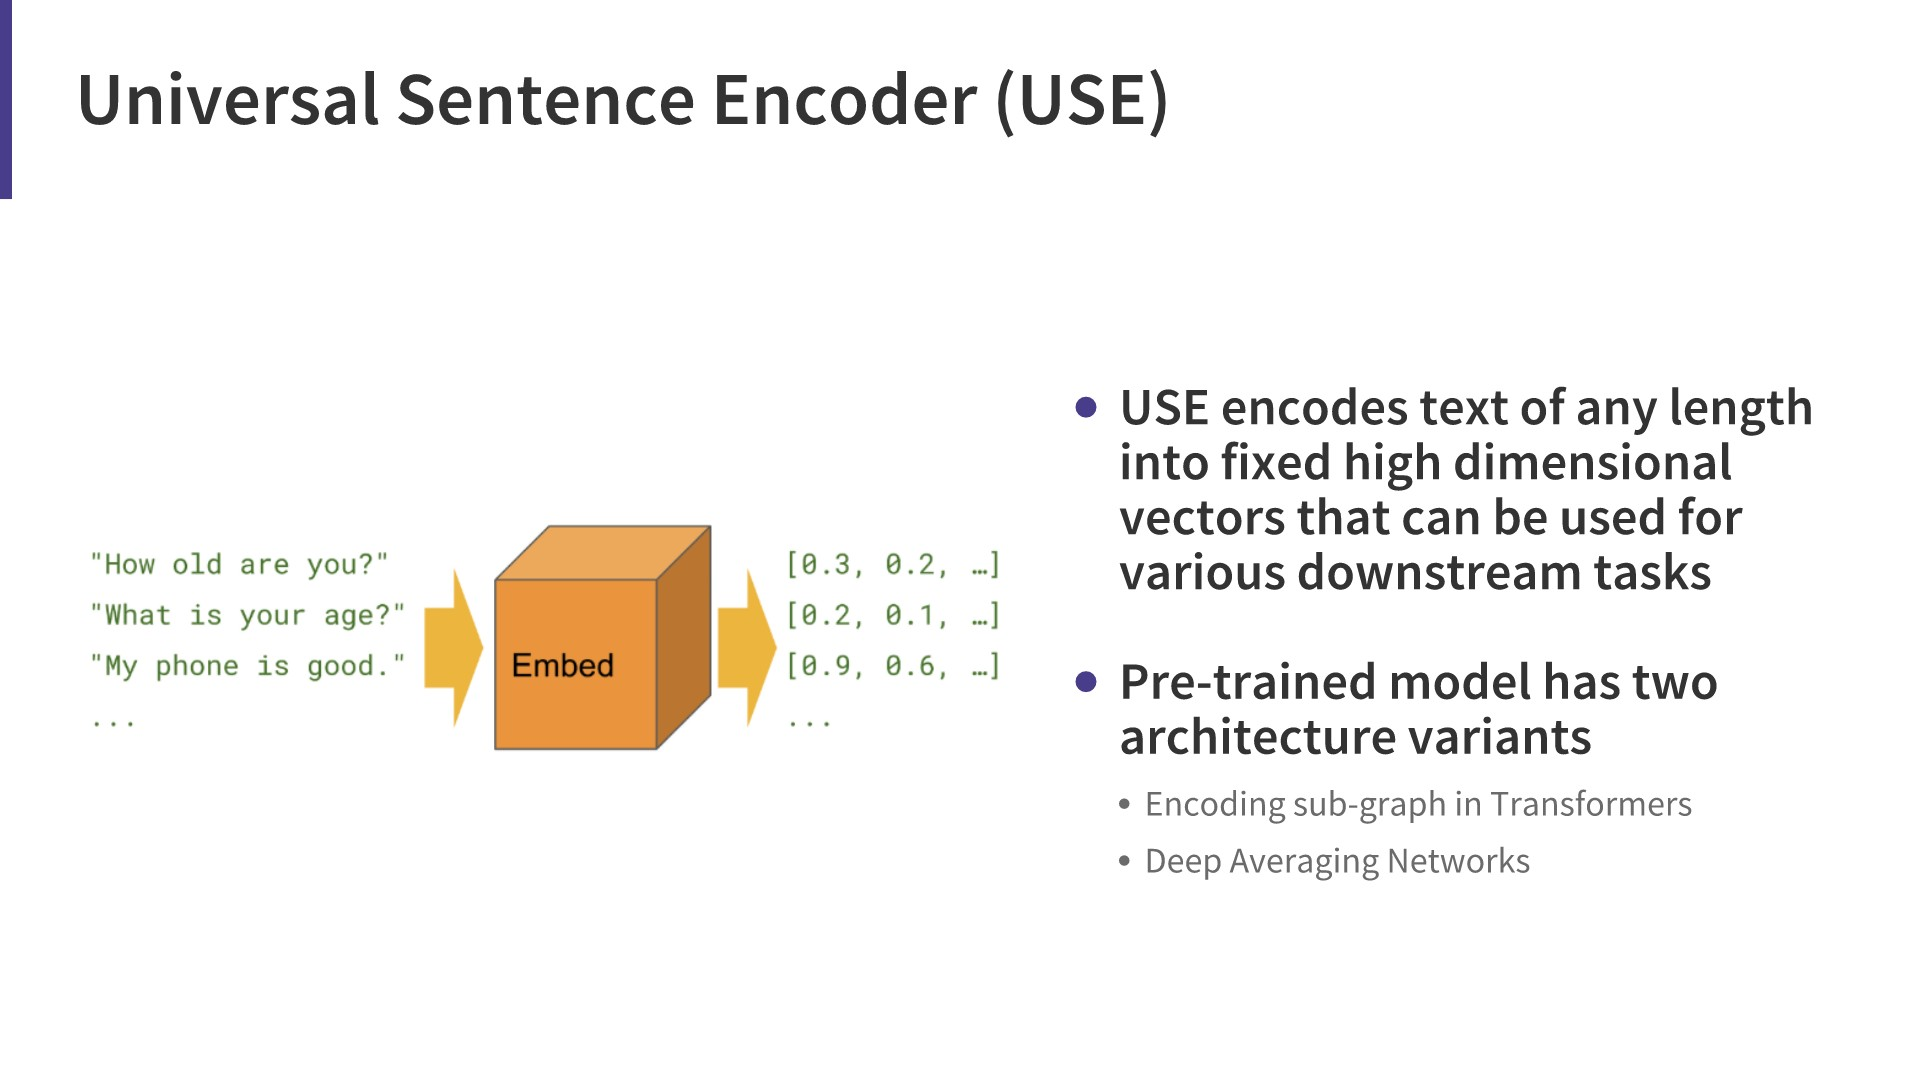 Universal Sentence Encoder (USE)
"How old are you?"
"What is your age?"
"My phone is good."
...
Embed
[0.3, 0.2, …]
[0.2, 0.1, …]
[0.9, 0.6, …]
...
• USE encodes text of any length
into fixed high dimensional
vectors that can be used for
various downstream tasks
• Pre-trained model has two
architecture variants
• Encoding sub-graph in Transformers
• Deep Averaging Networks